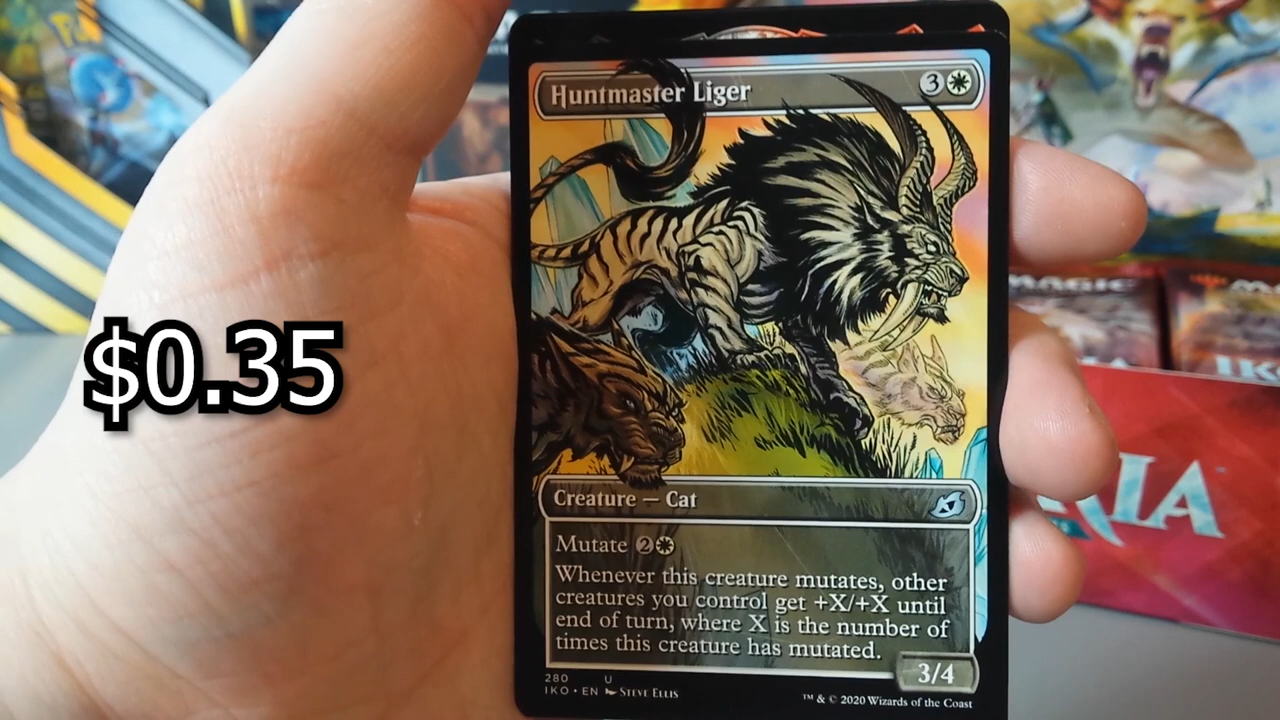 Huntmaster Liger
3
$0.35
MAGIC
RIA
Creature — Cat
Mutate 2
Whenever this creature mutates, other
creatures you control get +X/+X until
end of turn, where X is the number of
times this creature has mutated.
3/4
280 U
IKO • EN STEVE ELLIS
™ & © 2020 Wizards of the Coast